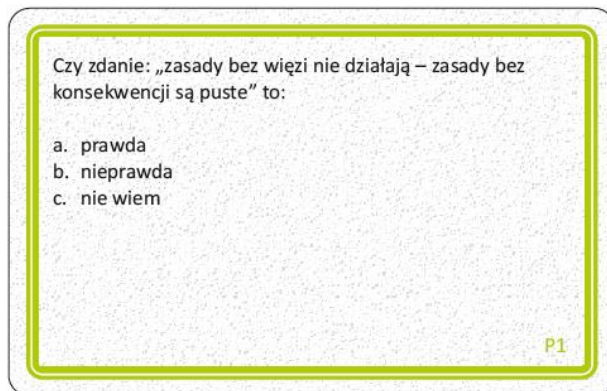 Czy zdanie: „zasady bez więzi nie działają – zasady bez
konsekwencji są puste” to:
a. prawda
b. nieprawda
c. nie wiem
P1